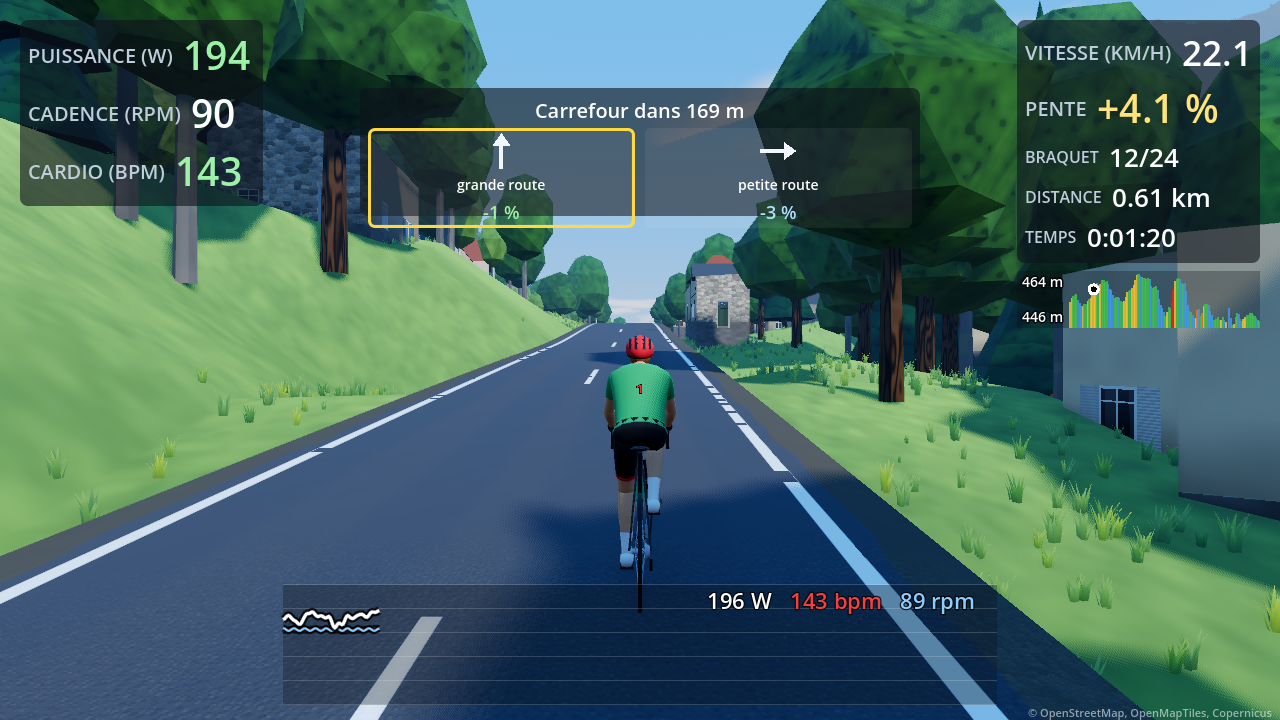 PUISSANCE (W) 194
CADENCE (RPM) 90
CARDIO (BPM) 143
Carrefour dans 169 m
grande route
-1 %
petite route
-3 %
VITESSE (KM/H) 22.1
PENTE +4.1 %
BRAQUET 12/24
DISTANCE 0.61 km
TEMPS 0:01:20
464 m
446 m
1
196 W 143 bpm 89 rpm
© OpenStreetMap, OpenMapTiles, Copernicus